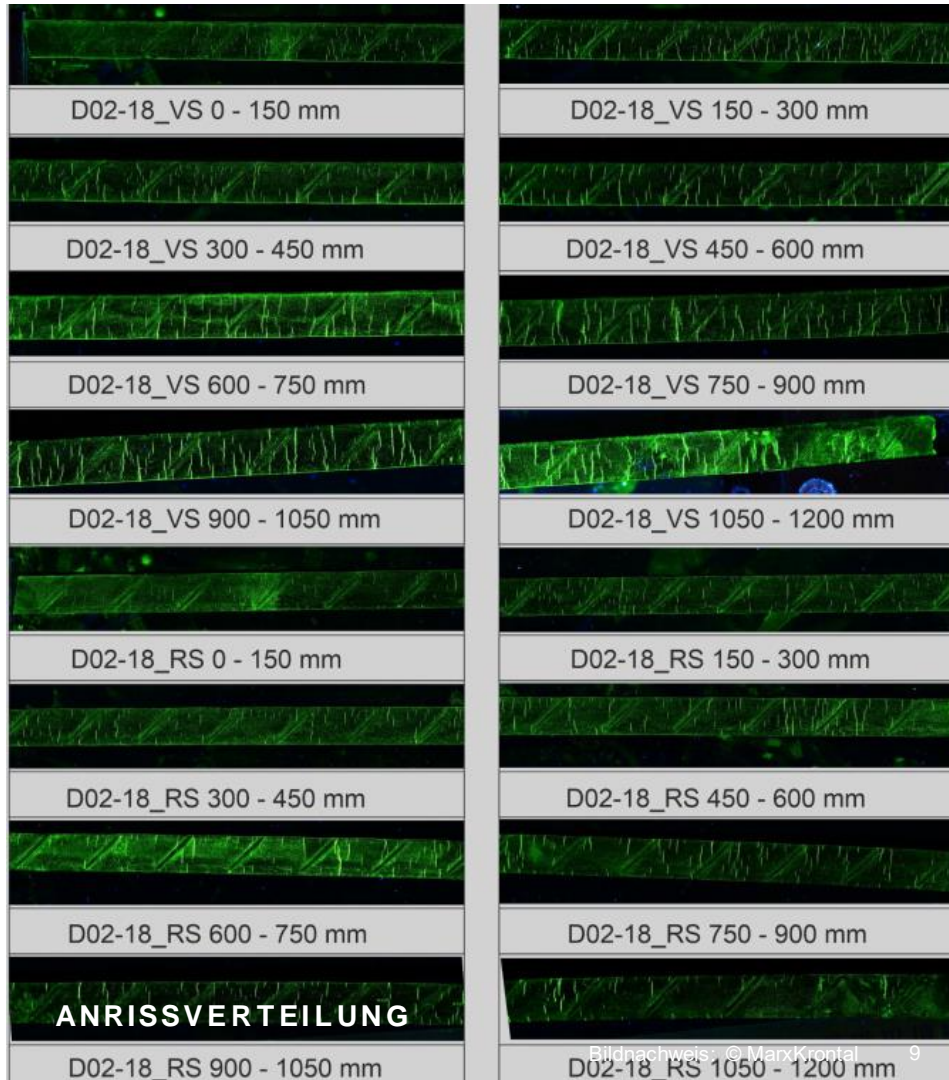 D02-18_VS 0 - 150 mm
D02-18_VS 150 - 300 mm
D02-18_VS 300 - 450 mm
D02-18_VS 450 - 600 mm
D02-18_VS 600 - 750 mm
D02-18_VS 750 - 900 mm
D02-18_VS 900 - 1050 mm
D02-18_VS 1050 - 1200 mm
D02-18_RS 0 - 150 mm
D02-18_RS 150 - 300 mm
D02-18_RS 300 - 450 mm
D02-18_RS 450 - 600 mm
D02-18_RS 600 - 750 mm
D02-18_RS 750 - 900 mm
ANRISSVERTEILUNG
Bildnachweis: © MarxKrontal 9
D02-18_RS 900 - 1050 mm
D02-18_RS 1050 - 1200 mm